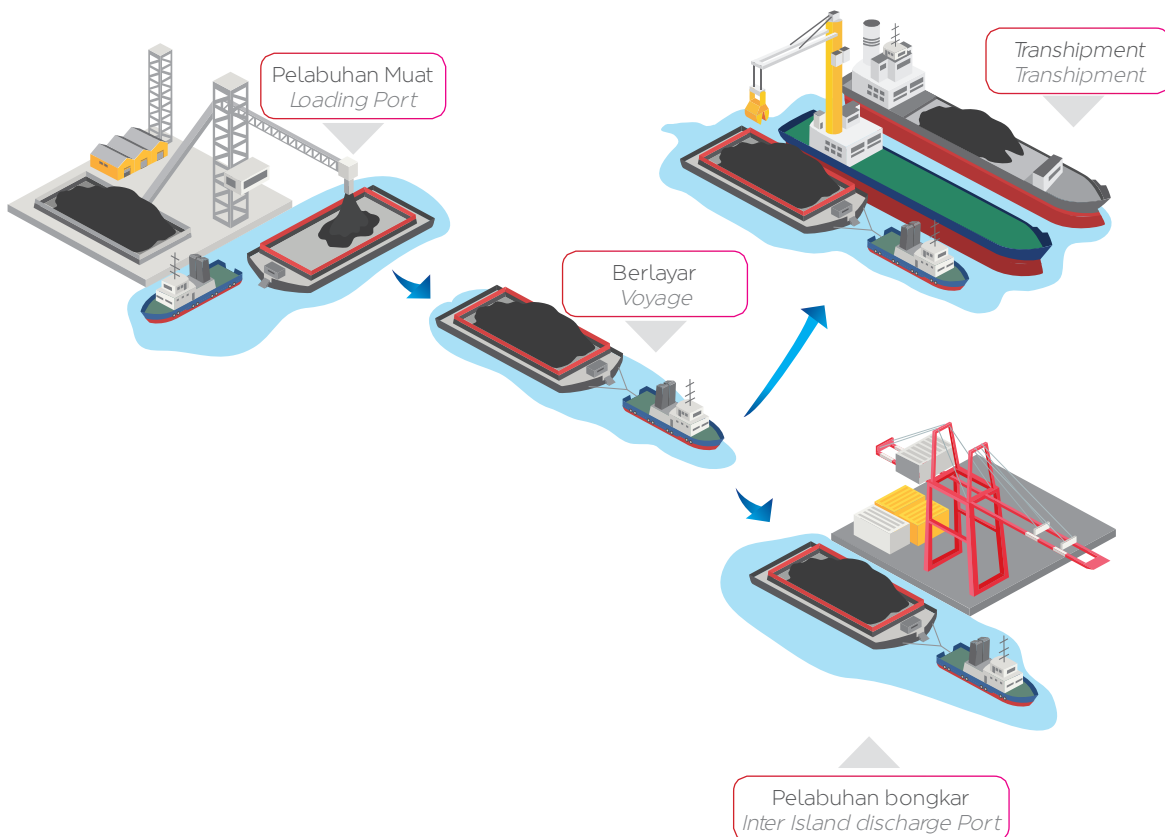 Pelabuhan Muat
Loading Port
Transhipment
Transhipment
Berlayar
Voyage
Pelabuhan bongkar
Inter Island discharge Port